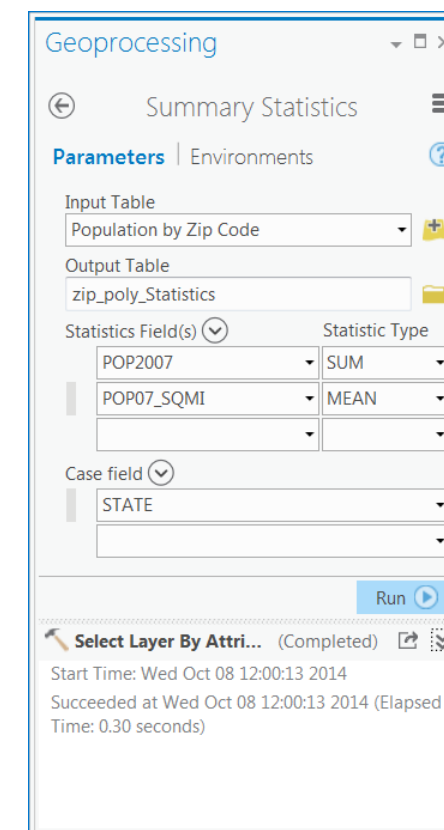 Geoprocessing
Summary Statistics
Parameters | Environments
Input Table
Population by Zip Code
Output Table
zip_poly_Statistics
Statistics Field(s) Statistic Type
POP2007 SUM
POP07_SQMI MEAN
Case field
STATE
Run
Select Layer By Attri... (Completed)
Start Time: Wed Oct 08 12:00:13 2014
Succeeded at Wed Oct 08 12:00:13 2014 (Elapsed
Time: 0.30 seconds)